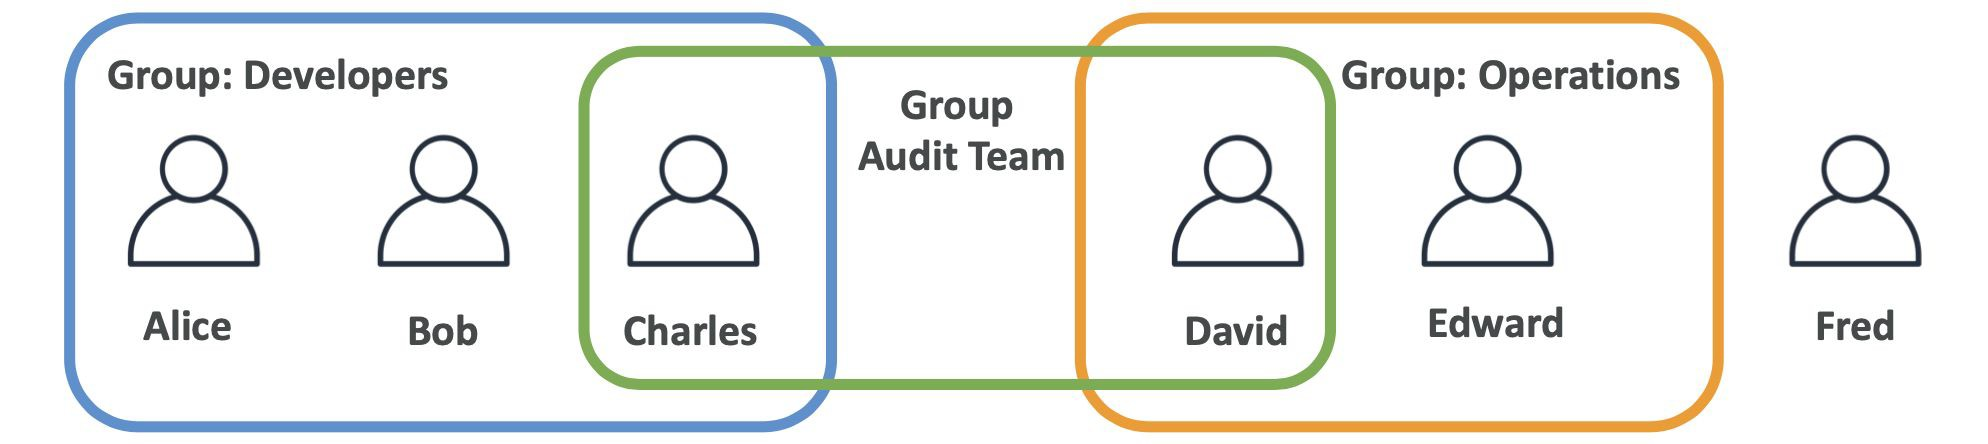 Group: Developers
Group
Audit Team
Group: Operations
Alice
Bob
Charles
David
Edward
Fred